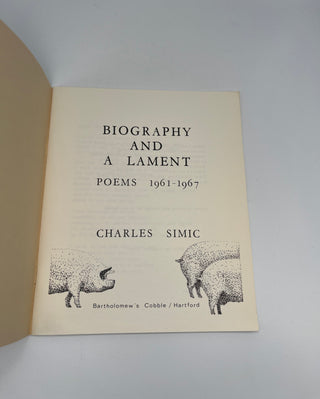 BIOGRAPHY
AND
A LAMENT
POEMS 1961-1967
CHARLES SIMIC
Bartholomew's Cobble / Hartford